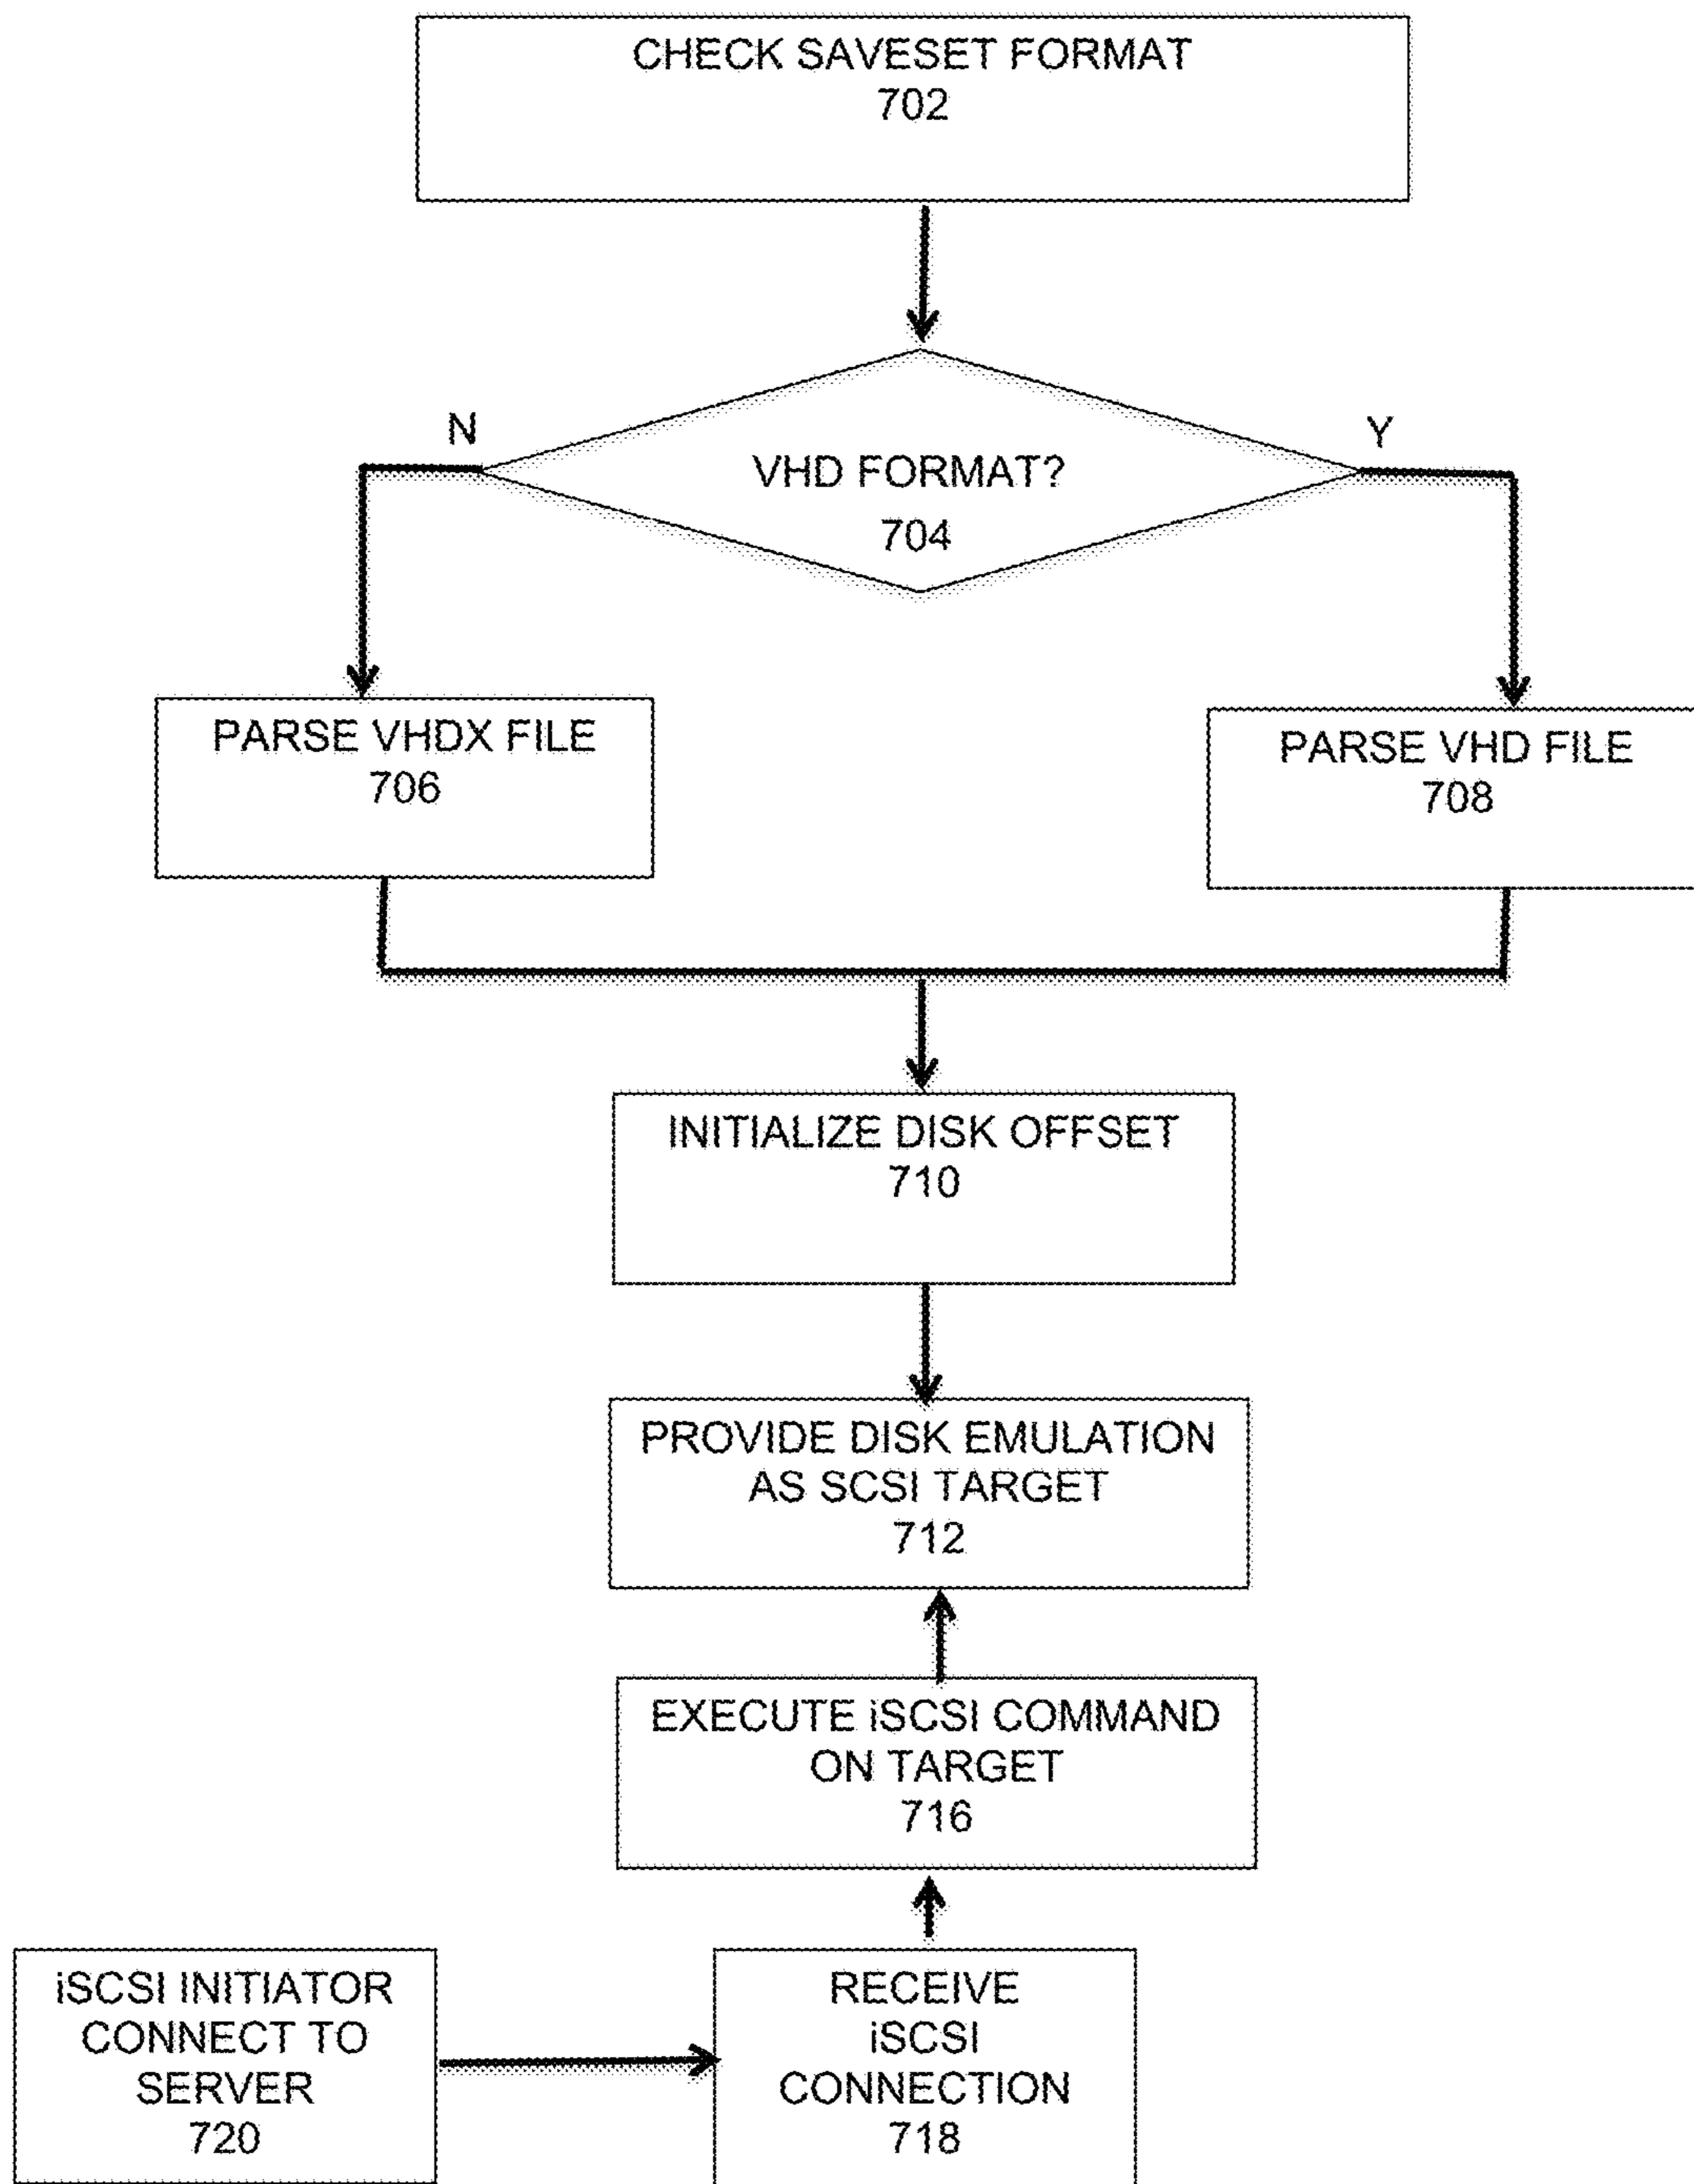 CHECK SAVESET FORMAT
702
N
Y
VHD FORMAT?
704
PARSE VHDX FILE
706
PARSE VHD FILE
708
INITIALIZE DISK OFFSET
710
PROVIDE DISK EMULATION
AS SCSI TARGET
712
EXECUTE iSCSI COMMAND
ON TARGET
716
iSCSI INITIATOR
CONNECT TO
SERVER
720
RECEIVE
iSCSI
CONNECTION
718